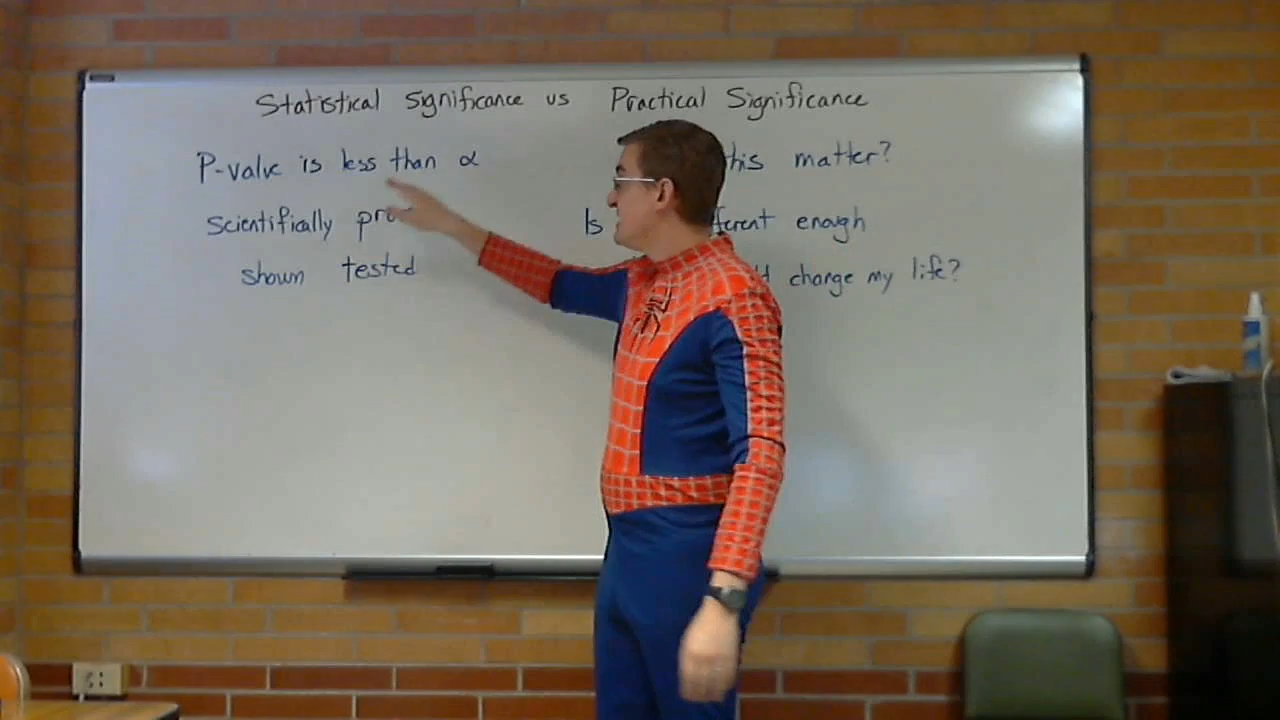 Statistical Significance vs Practical Significance
P-value is less than α
this matter?
Scientifically
Is enough
shown tested
change my life?